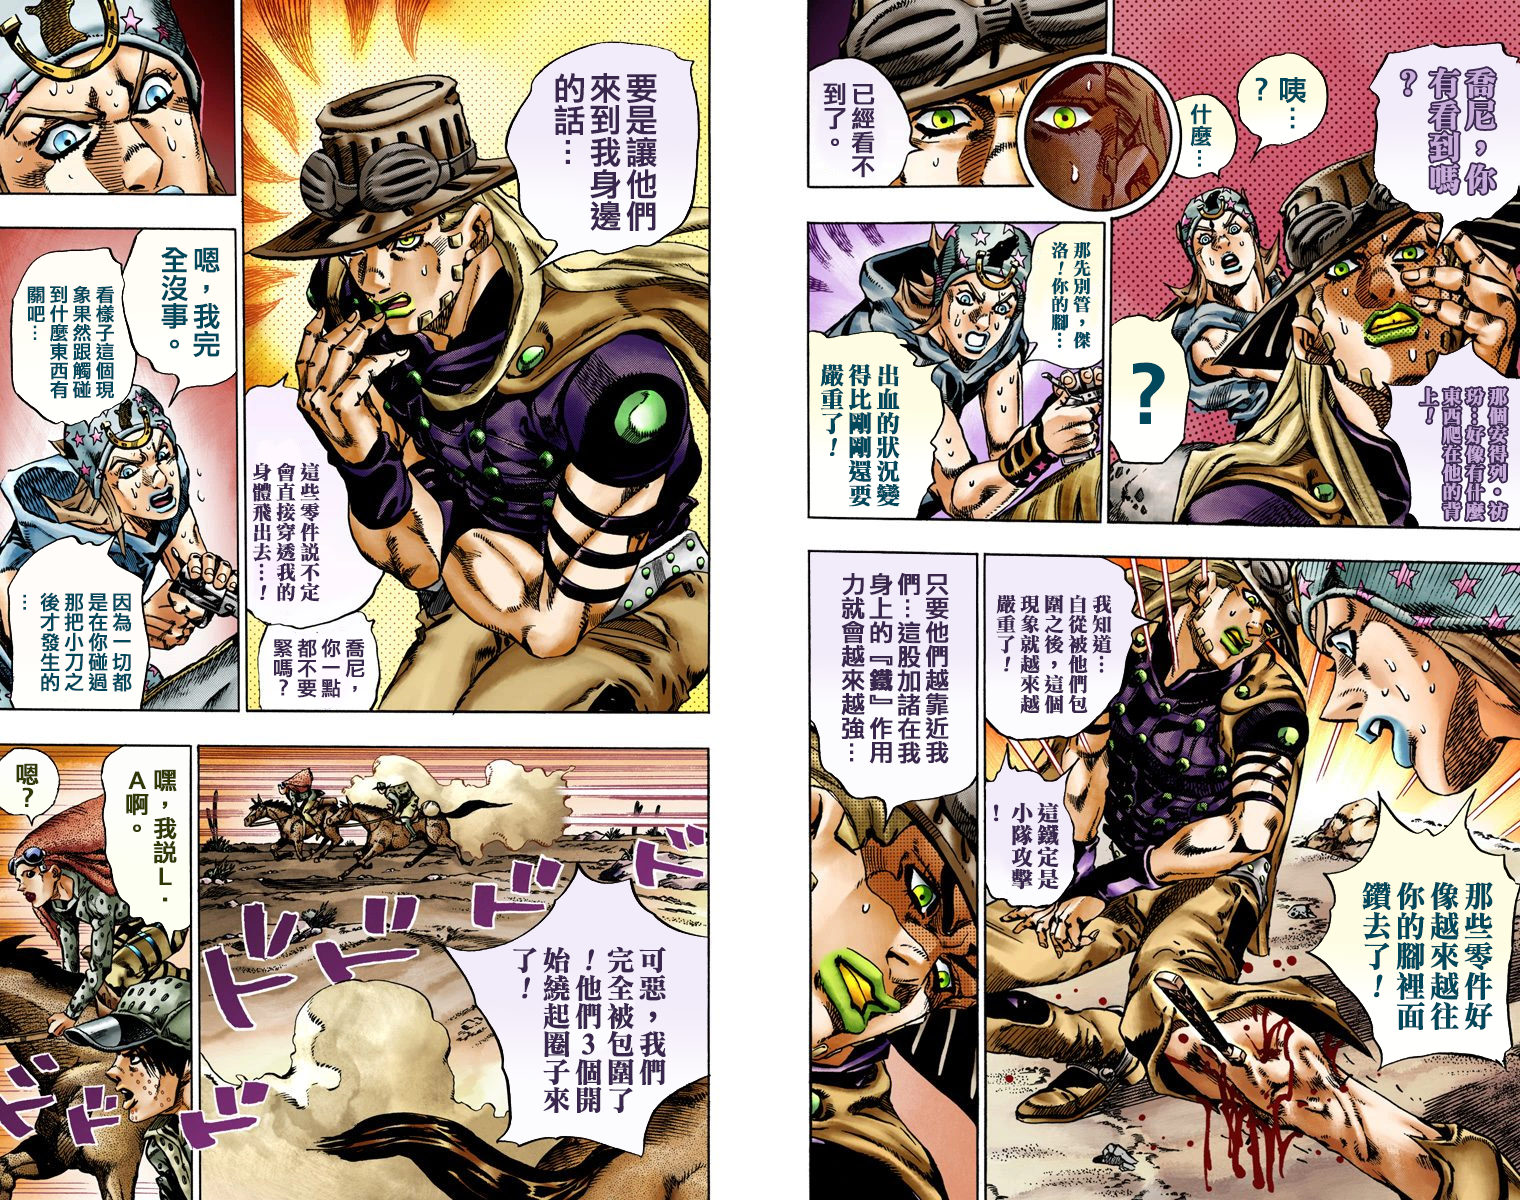 喬尼，你
有看到嗎
？
咦…
？
什麼…
已經看不
到了。
那個安得列·祊
玢…好像有什麼
東西爬在他的背
上！
？
那先別管，傑
洛！你的腳…
出血的狀況變
得比剛剛還要
嚴重了！
我知道…
自從被他們包
圍之後，這個
現象就越來越
嚴重了！
這鐵定是
小隊攻擊
！
那些零件好
像越來越往
你的腳裡面
鑽去了！
只要他們越靠近我
們…這股加諸在我
身上的『鐵』作用
力就會越來越強…
要是讓他們
來到我身邊
的話…
這些零件説不定
會直接穿透我的
身體飛出去…！
喬尼，
你一點
都不要
緊嗎？
嗯，我完
全沒事。
看樣子這個現
象果然跟觸碰
到什麼東西有
關吧…
因為一切都
是在你碰過
那把小刀之
後才發生的
…
ドドドド
可惡，我們
完全被包圍了
！他們3個開
始繞起圈子來
了！
嘿，我説L.
A啊。
嗯？
ドドド